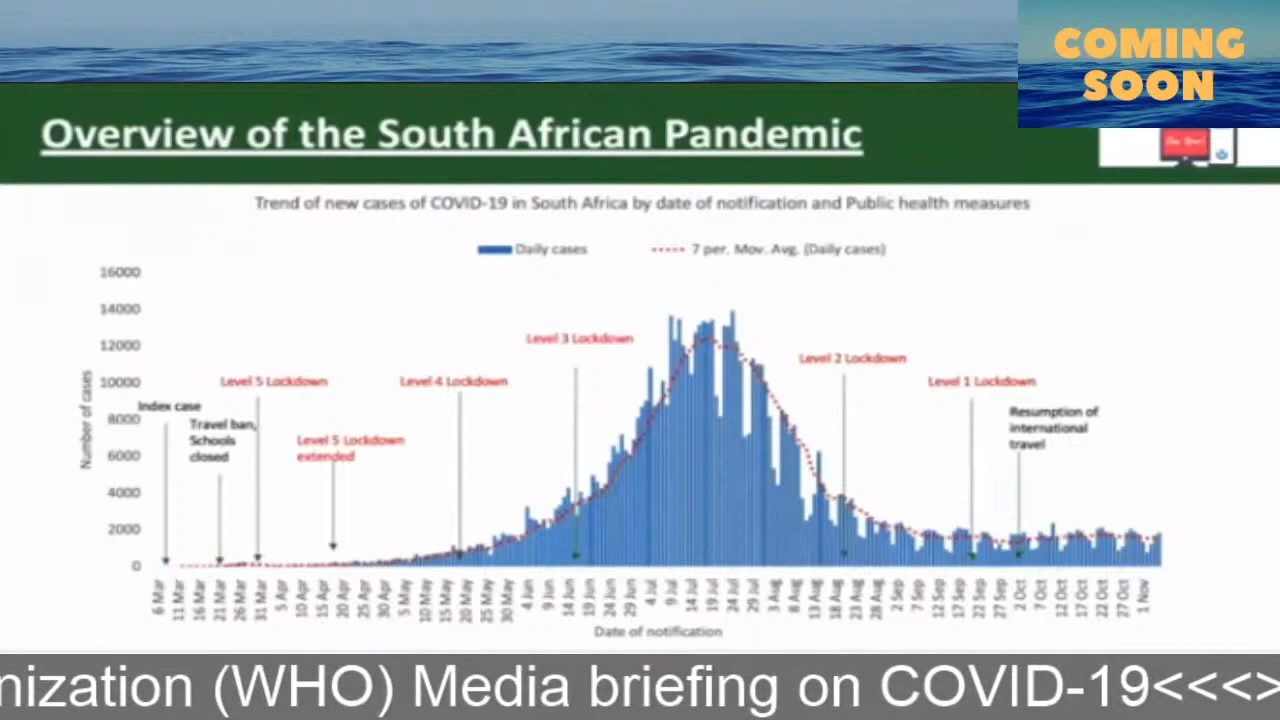 COMING
SOON
Overview of the South African Pandemic
Trend of new cases of COVID-19 in South Africa by date of notification and Public health measures
Daily cases
7 per. Mov. Avg. (Daily cases)
Number of cases
16000
14000
12000
10000
8000
6000
4000
2000
0
Index case
Travel ban,
Schools
closed
Level 5 Lockdown
Level 5 Lockdown
extended
Level 4 Lockdown
Level 3 Lockdown
Level 2 Lockdown
Level 1 Lockdown
Resumption of
international
travel
6 Mar
11 Mar
16 Mar
21 Mar
26 Mar
31 Mar
5 Apr
10 Apr
15 Apr
20 Apr
25 Apr
30 Apr
5 May
10 May
15 May
20 May
25 May
30 May
4 Jun
9 Jun
14 Jun
19 Jun
24 Jun
29 Jun
4 Jul
9 Jul
14 Jul
19 Jul
24 Jul
29 Jul
3 Aug
8 Aug
13 Aug
18 Aug
23 Aug
28 Aug
2 Sep
7 Sep
12 Sep
17 Sep
22 Sep
27 Sep
2 Oct
7 Oct
12 Oct
17 Oct
22 Oct
27 Oct
1 Nov
Date of notification
nization (WHO) Media briefing on COVID-19<<<>